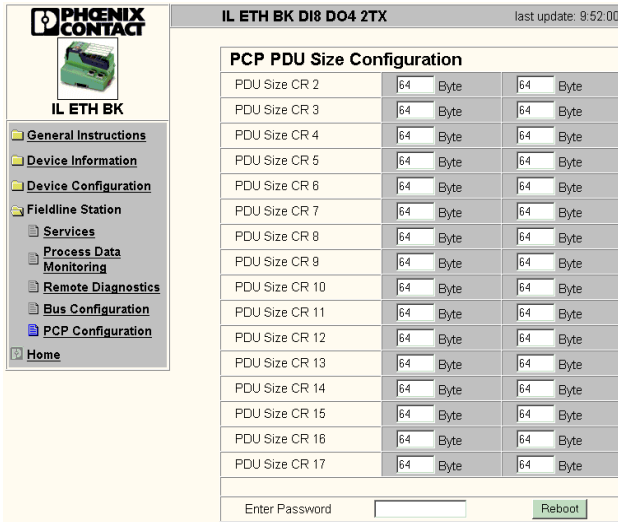 PHŒNIX
CONTACT
IL ETH BK
General Instructions
Device Information
Device Configuration
Fieldline Station
Services
Process Data
Monitoring
Remote Diagnostics
Bus Configuration
PCP Configuration
Home
IL ETH BK DI8 DO4 2TX last update: 9:52:00
PCP PDU Size Configuration
PDU Size CR 2 64 Byte 64 Byte
PDU Size CR 3 64 Byte 64 Byte
PDU Size CR 4 64 Byte 64 Byte
PDU Size CR 5 64 Byte 64 Byte
PDU Size CR 6 64 Byte 64 Byte
PDU Size CR 7 64 Byte 64 Byte
PDU Size CR 8 64 Byte 64 Byte
PDU Size CR 9 64 Byte 64 Byte
PDU Size CR 10 64 Byte 64 Byte
PDU Size CR 11 64 Byte 64 Byte
PDU Size CR 12 64 Byte 64 Byte
PDU Size CR 13 64 Byte 64 Byte
PDU Size CR 14 64 Byte 64 Byte
PDU Size CR 15 64 Byte 64 Byte
PDU Size CR 16 64 Byte 64 Byte
PDU Size CR 17 64 Byte 64 Byte
Enter Password Reboot